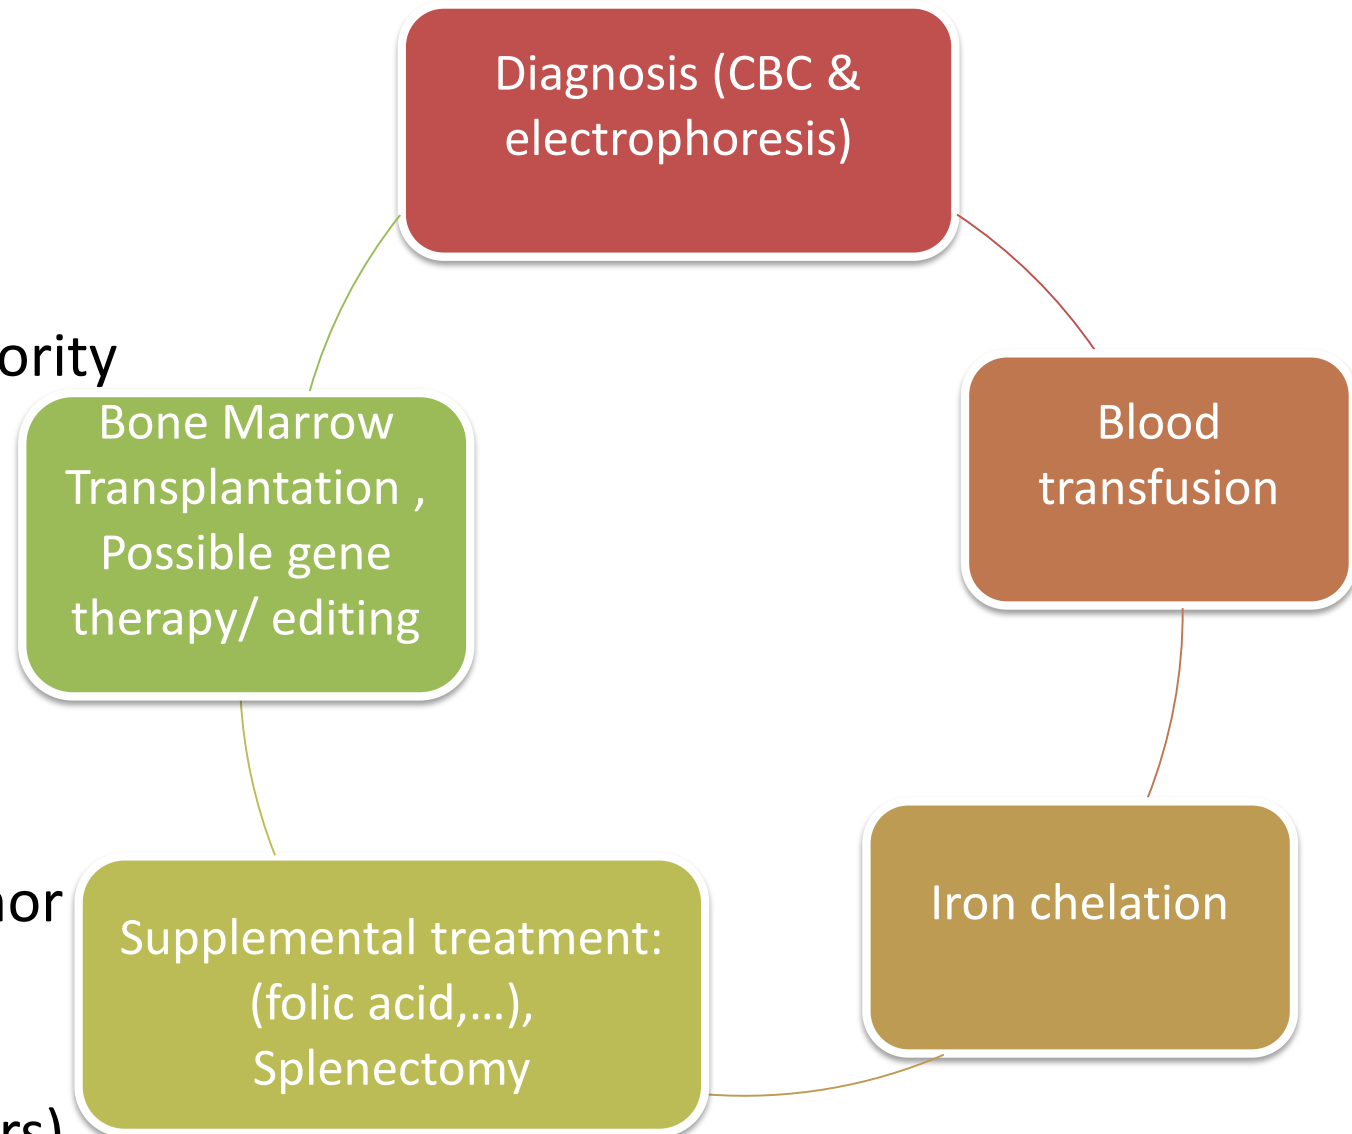 Diagnosis (CBC &
electrophoresis)
ority
Bone Marrow
Transplantation ,
Possible gene
therapy/ editing
Blood
transfusion
Iron chelation
nor
Supplemental treatment:
(folic acid,...),
Splenectomy
rs)